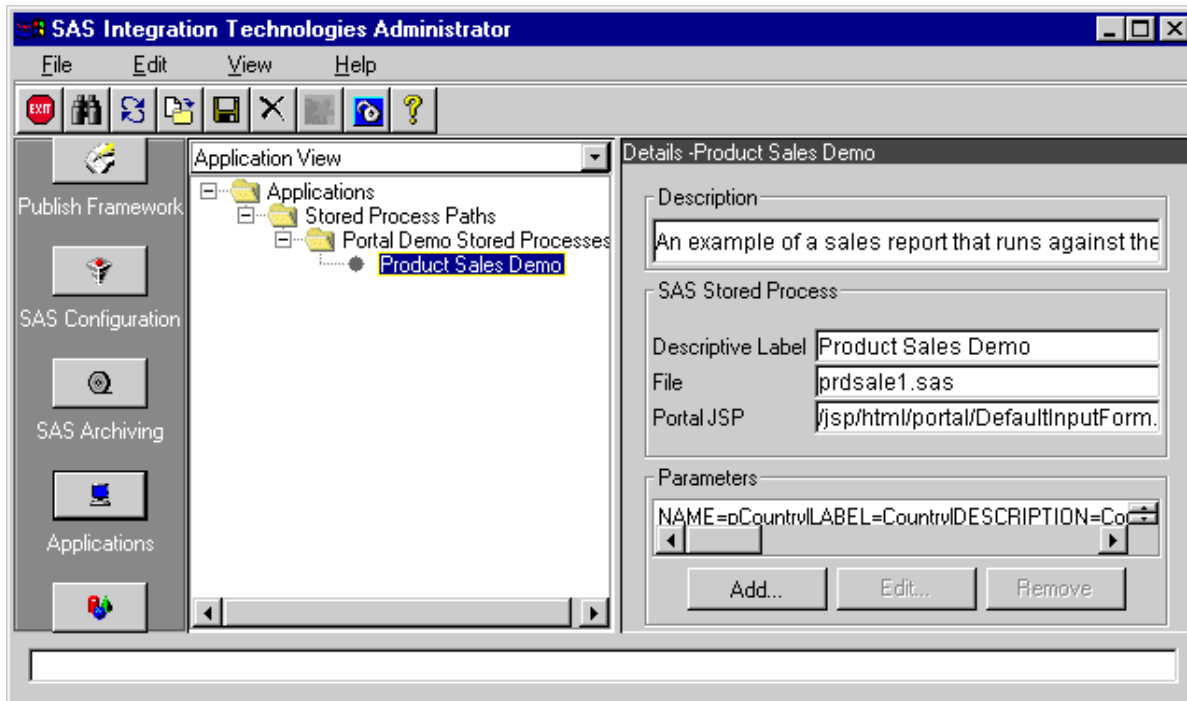 SAS Integration Technologies Administrator
File Edit View Help
EXIT
Publish Framework
SAS Configuration
SAS Archiving
Applications
Application View
Applications
Stored Process Paths
Portal Demo Stored Processes
Product Sales Demo
Details -Product Sales Demo
Description
An example of a sales report that runs against the
SAS Stored Process
Descriptive Label Product Sales Demo
File prdsale1.sas
Portal JSP /jsp/html/portal/DefaultInputForm.
Parameters
NAME=pCountry|LABEL=Country|DESCRIPTION=Co
Add... Edit... Remove